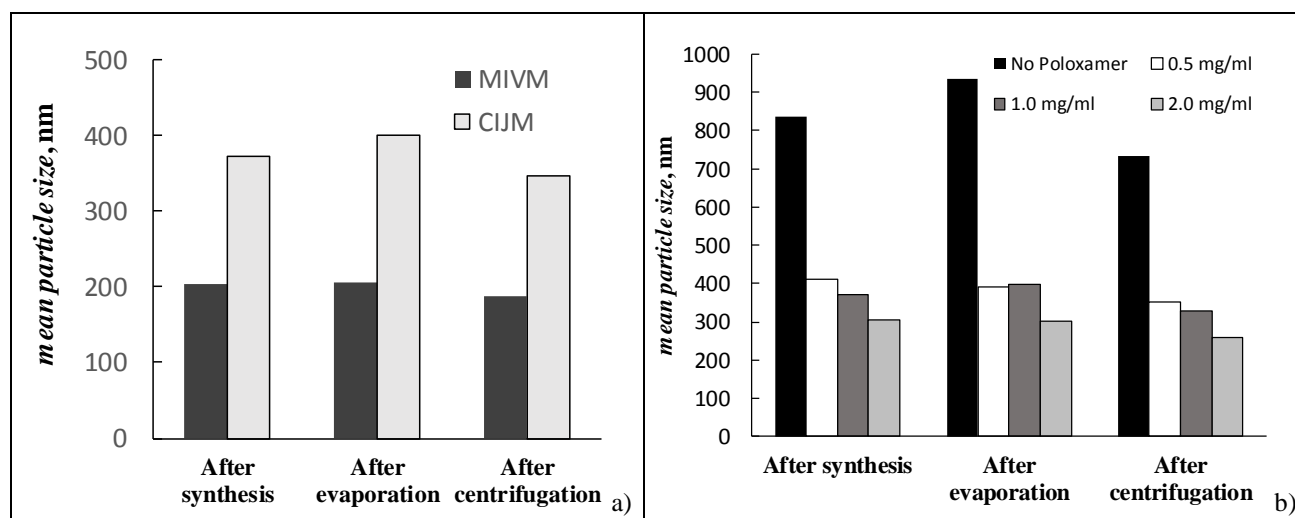 500
400
300
200
100
0
mean particle size, nm
MIVM
CIJM
After synthesis
After evaporation
After centrifugation
a)
1000
900
800
700
600
500
400
300
200
100
0
mean particle size, nm
No Poloxamer
0.5 mg/ml
1.0 mg/ml
2.0 mg/ml
After synthesis
After evaporation
After centrifugation
b)